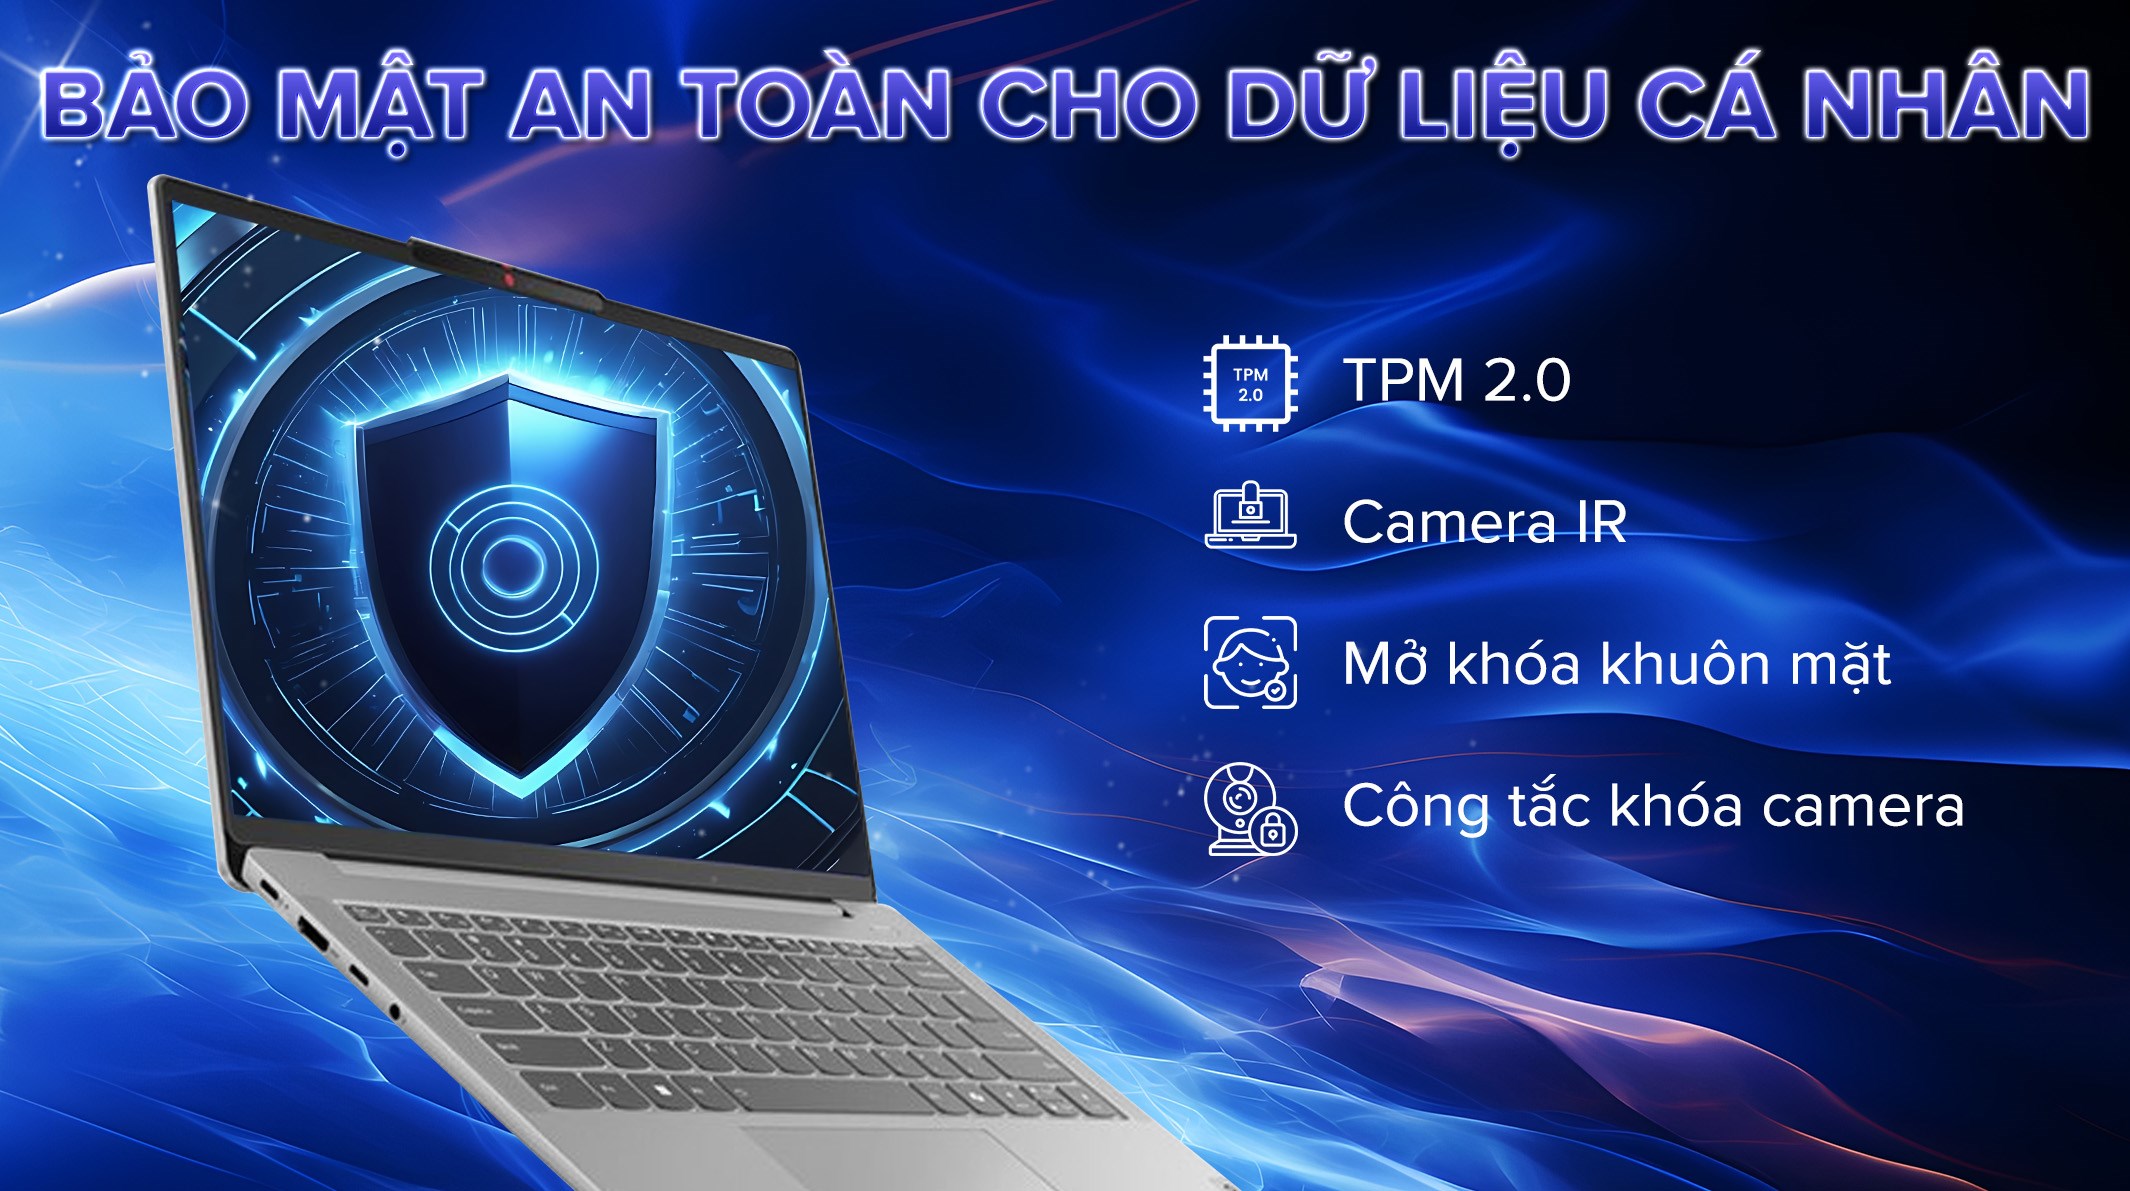 BẢO MẬT AN TOÀN CHO DỮ LIỆU CÁ NHÂN
TPM
2.0
TPM 2.0
Camera IR
Mở khóa khuôn mặt
Công tắc khóa camera